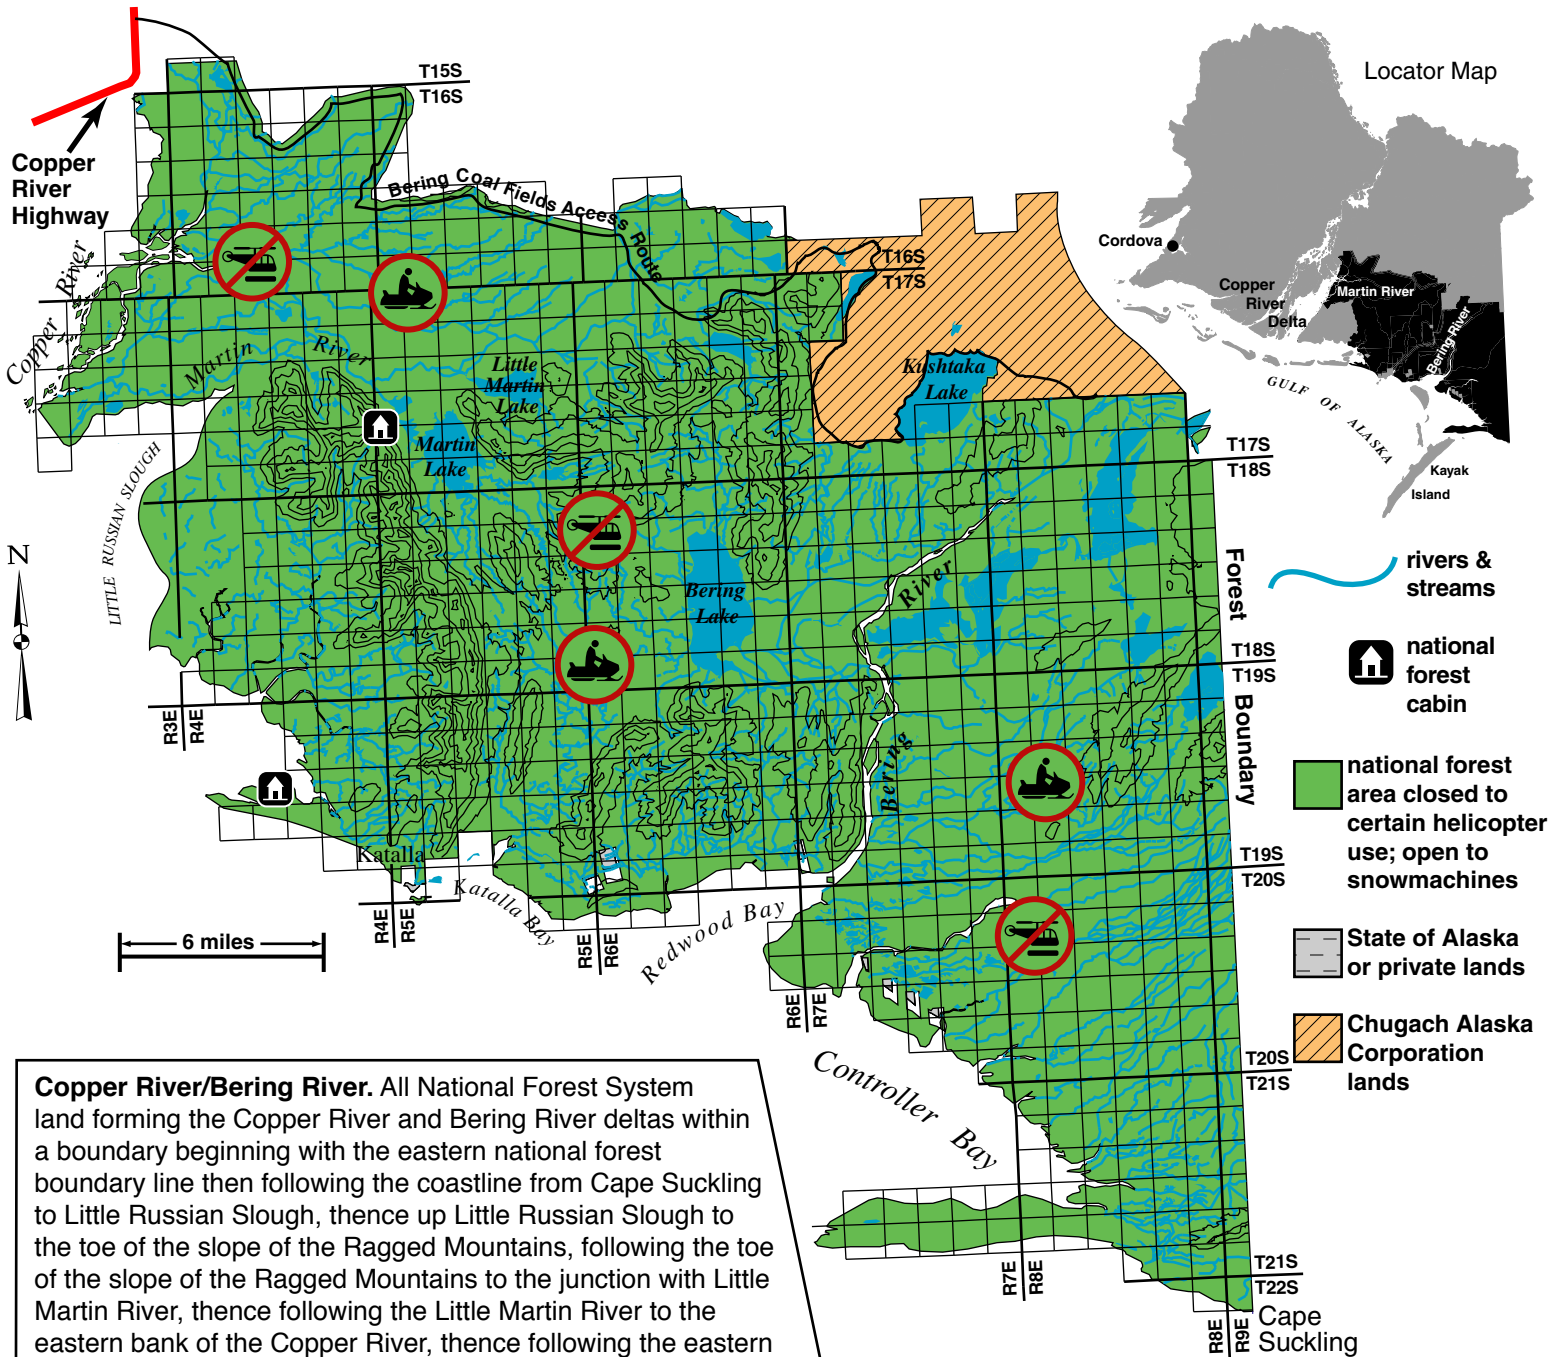 Locator Map
T15S
T16S
Copper
River
Highway
Bering Coal Fields Access Route
Cordova
Copper
River
Delta
Martin River
Bering River
GULF OF ALASKA
Kayak
Island
T16S
T17S
Copper River
Martin River
Little
Martin
Lake
Kushtaka
Lake
Martin
Lake
T17S
T18S
LITTLE RUSSIAN SLOUGH
N
Bering
Lake
Bering River
Forest Boundary
rivers &
streams
national
forest
cabin
T18S
T19S
R3E
R4E
national forest
area closed to
certain helicopter
use; open to
snowmachines
Katalla
Katalla Bay
T19S
T20S
R4E
R5E
R5E
R6E
Redwood Bay
6 miles
State of Alaska
or private lands
R6E
R7E
Chugach Alaska
Corporation
lands
Controller Bay
T20S
T21S
Copper River/Bering River. All National Forest System
land forming the Copper River and Bering River deltas within
a boundary beginning with the eastern national forest
boundary line then following the coastline from Cape Suckling
to Little Russian Slough, thence up Little Russian Slough to
the toe of the slope of the Ragged Mountains, following the toe
of the slope of the Ragged Mountains to the junction with Little
Martin River, thence following the Little Martin River to the
eastern bank of the Copper River, thence following the eastern
R7E
R8E
T21S
T22S
R8E
R9E
Cape
Suckling